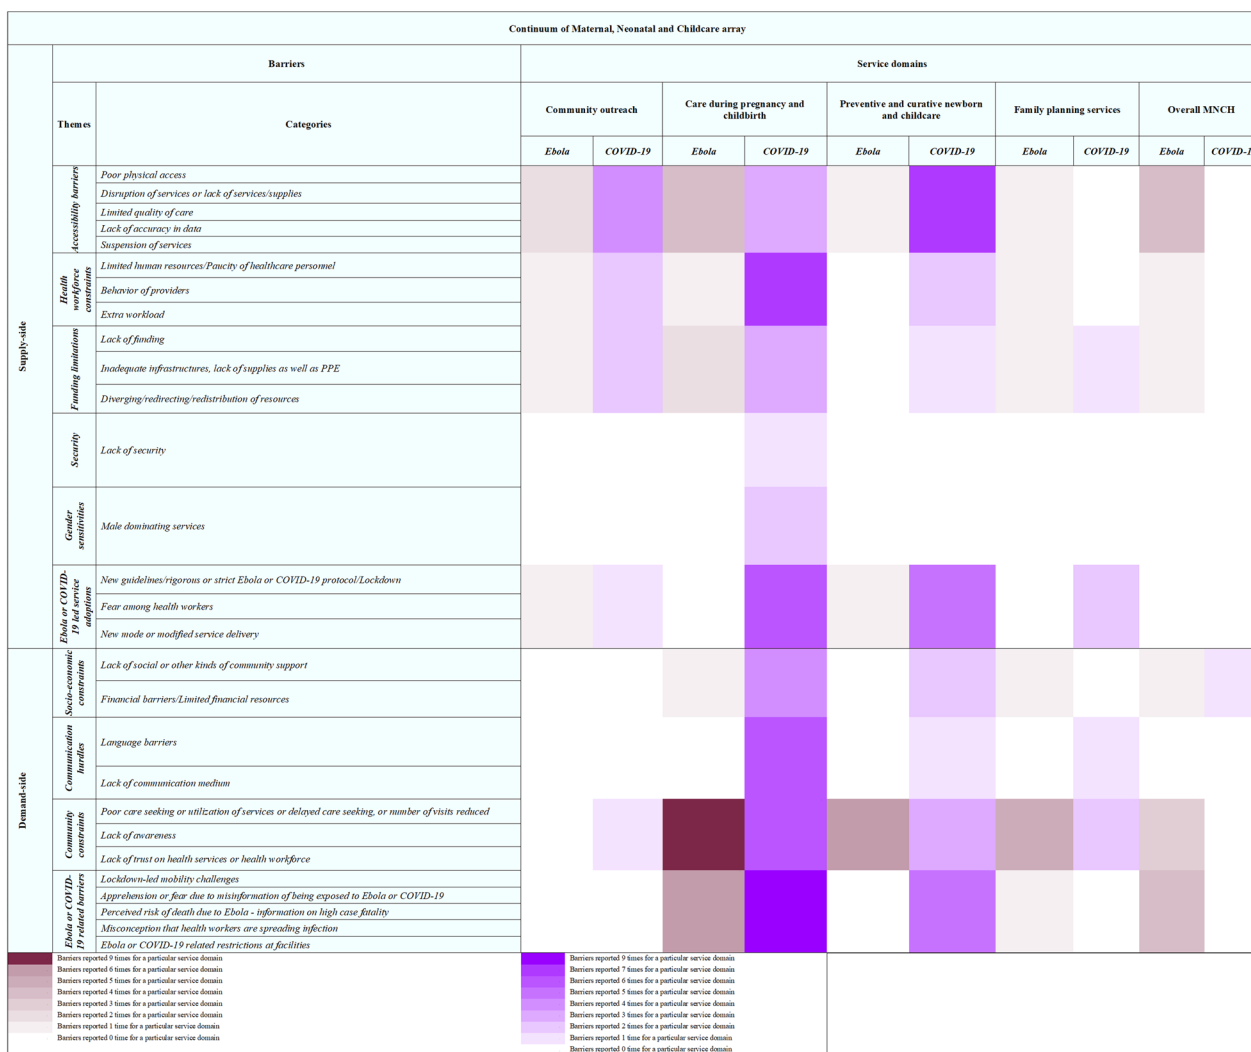 Continuum of Maternal, Neonatal and Childcare array
Barriers
Service domains
Themes
Categories
Community outreach
Care during pregnancy and
childbirth
Preventive and curative newborn
and childcare
Family planning services
Overall MNCH
Ebola
COVID-19
Ebola
COVID-19
Ebola
COVID-19
Ebola
COVID-19
Ebola
COVID-1
Supply-side
Accessibility barriers
Poor physical access
Disruption of services or lack of services/supplies
Limited quality of care
Lack of accuracy in data
Suspension of services
Health
workforce
constraints
Limited human resources/Paucity of healthcare personnel
Behavior of providers
Extra workload
Funding limitations
Lack of funding
Inadequate infrastructures, lack of supplies as well as PPE
Diverging/redirecting/redistribution of resources
Security
Lack of security
Gender
sensitivities
Male dominating services
Ebola or COVID-
19 led service
adoptions
New guidelines/rigorous or strict Ebola or COVID-19 protocol/Lockdown
Fear among health workers
New mode or modified service delivery
Demand-side
Socio-economic
constraints
Lack of social or other kinds of community support
Financial barriers/Limited financial resources
Communication
hurdles
Language barriers
Lack of communication medium
Community
constraints
Poor care seeking or utilization of services or delayed care seeking, or number of visits reduced
Lack of awareness
Lack of trust on health services or health workforce
Ebola or COVID-
19 related barriers
Lockdown-led mobility challenges
Apprehension or fear due to misinformation of being exposed to Ebola or COVID-19
Perceived risk of death due to Ebola - information on high case fatality
Misconception that health workers are spreading infection
Ebola or COVID-19 related restrictions at facilities
Barriers reported 9 times for a particular service domain
Barriers reported 6 times for a particular service domain
Barriers reported 5 times for a particular service domain
Barriers reported 4 times for a particular service domain
Barriers reported 3 times for a particular service domain
Barriers reported 2 times for a particular service domain
Barriers reported 1 time for a particular service domain
Barriers reported 0 time for a particular service domain
Barriers reported 9 times for a particular service domain
Barriers reported 7 times for a particular service domain
Barriers reported 6 times for a particular service domain
Barriers reported 5 times for a particular service domain
Barriers reported 4 times for a particular service domain
Barriers reported 3 times for a particular service domain
Barriers reported 2 times for a particular service domain
Barriers reported 1 time for a particular service domain
Barriers reported 0 time for a particular service domain